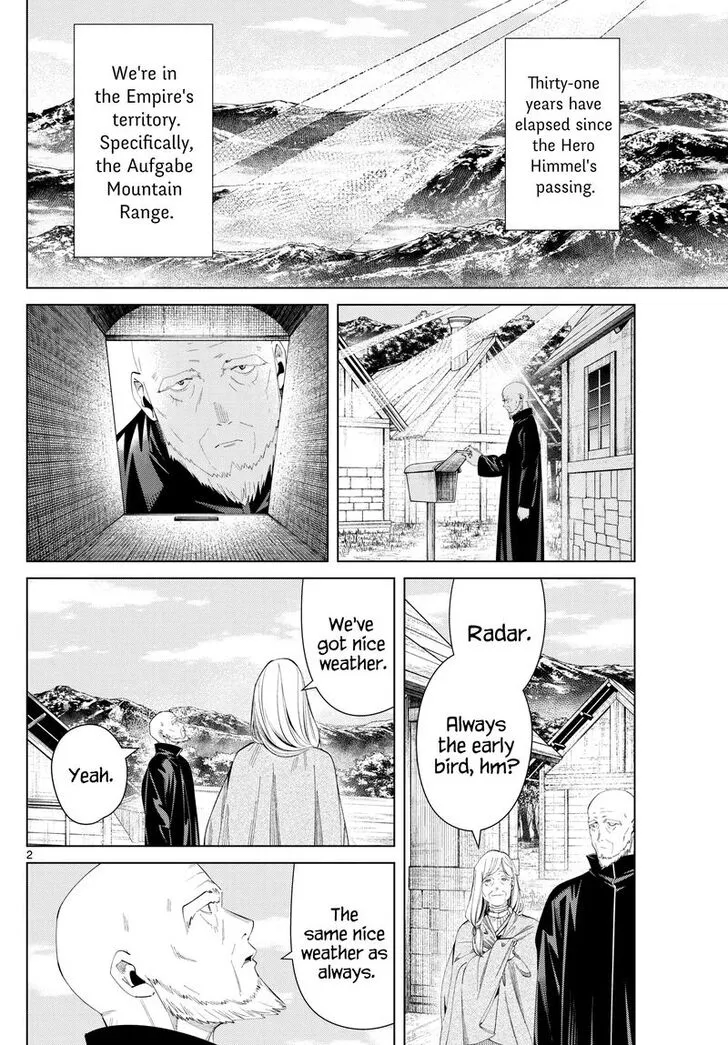 Thirty-one
years have
elapsed since
the Hero
Himmel's
passing.
We're in
the Empire's
territory.
Specifically,
the Aufgabe
Mountain
Range.
Radar.
Always
the early
bird, hm?
We've
got nice
weather.
Yeah.
2
The
same nice
weather as
always.